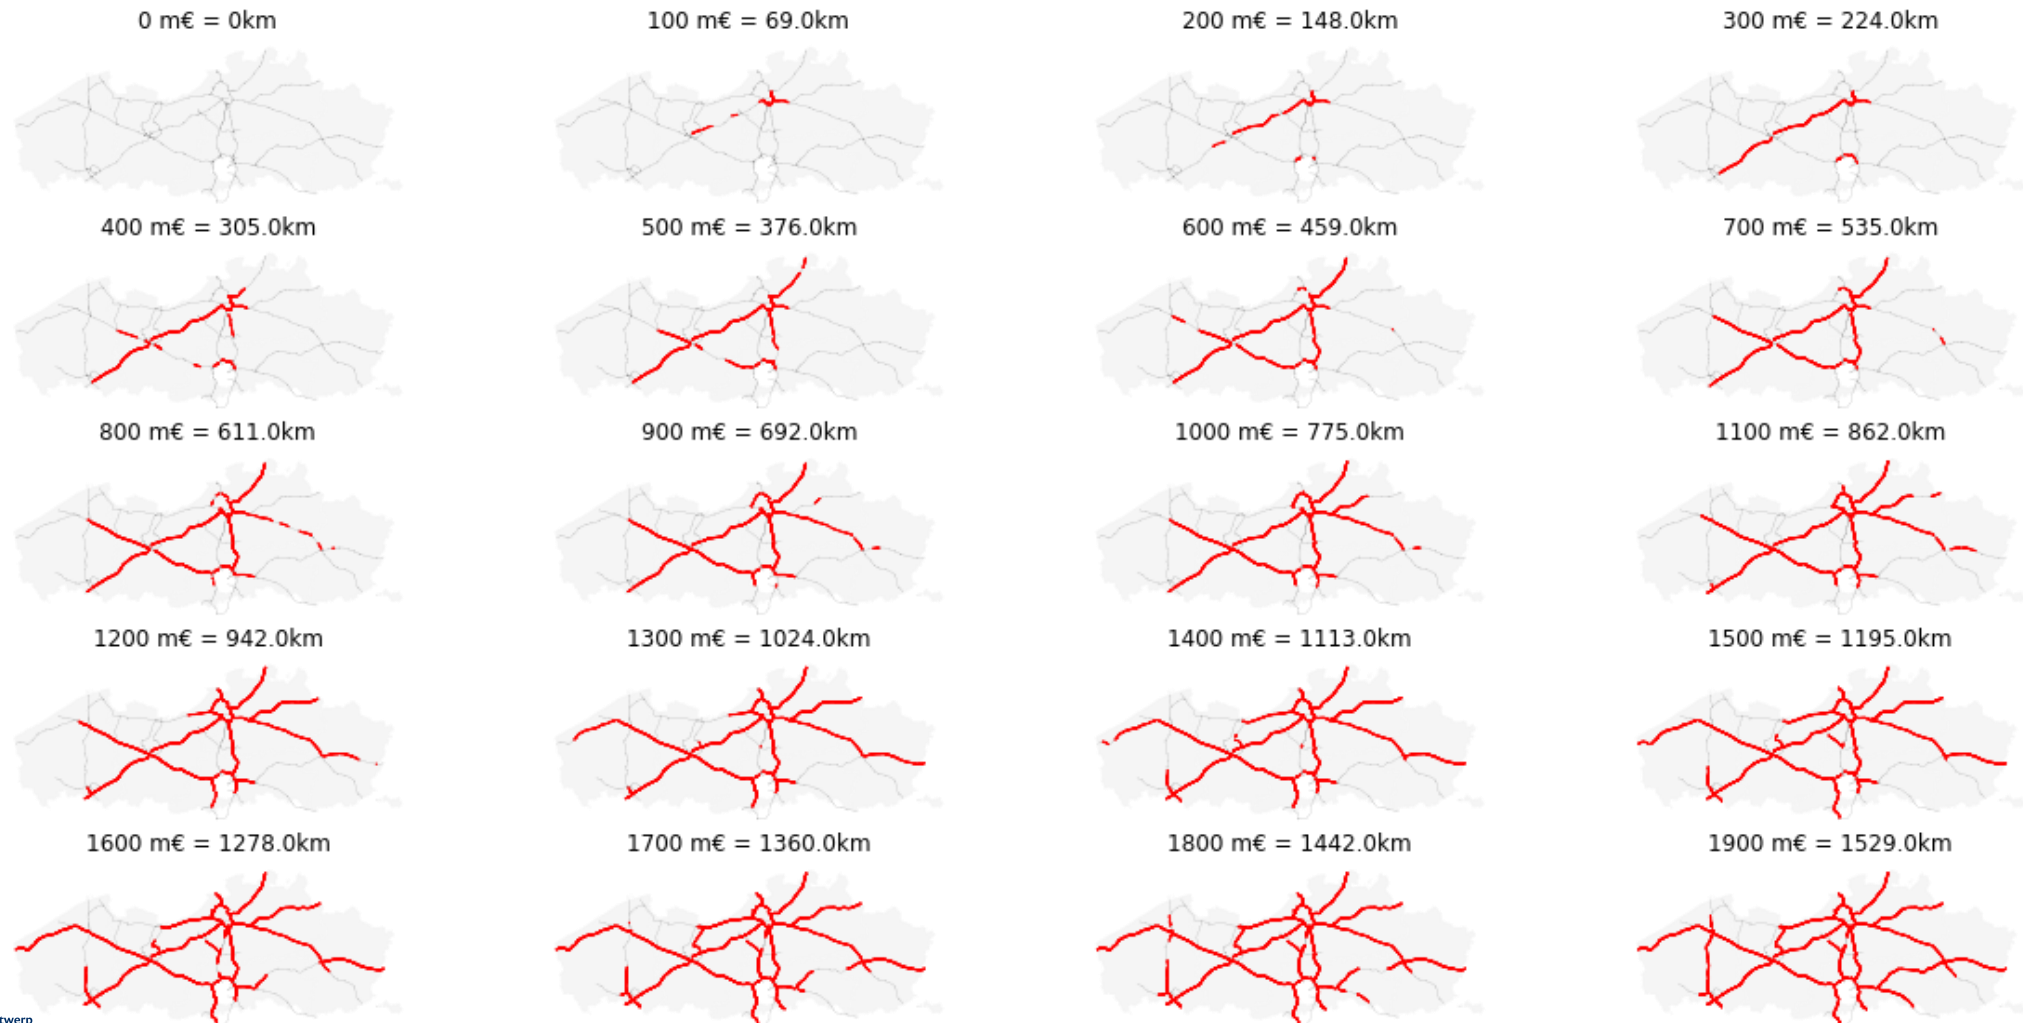 0 m€ = 0km
100 m€ = 69.0km
200 m€ = 148.0km
300 m€ = 224.0km
400 m€ = 305.0km
500 m€ = 376.0km
600 m€ = 459.0km
700 m€ = 535.0km
800 m€ = 611.0km
900 m€ = 692.0km
1000 m€ = 775.0km
1100 m€ = 862.0km
1200 m€ = 942.0km
1300 m€ = 1024.0km
1400 m€ = 1113.0km
1500 m€ = 1195.0km
1600 m€ = 1278.0km
1700 m€ = 1360.0km
1800 m€ = 1442.0km
1900 m€ = 1529.0km
twerp